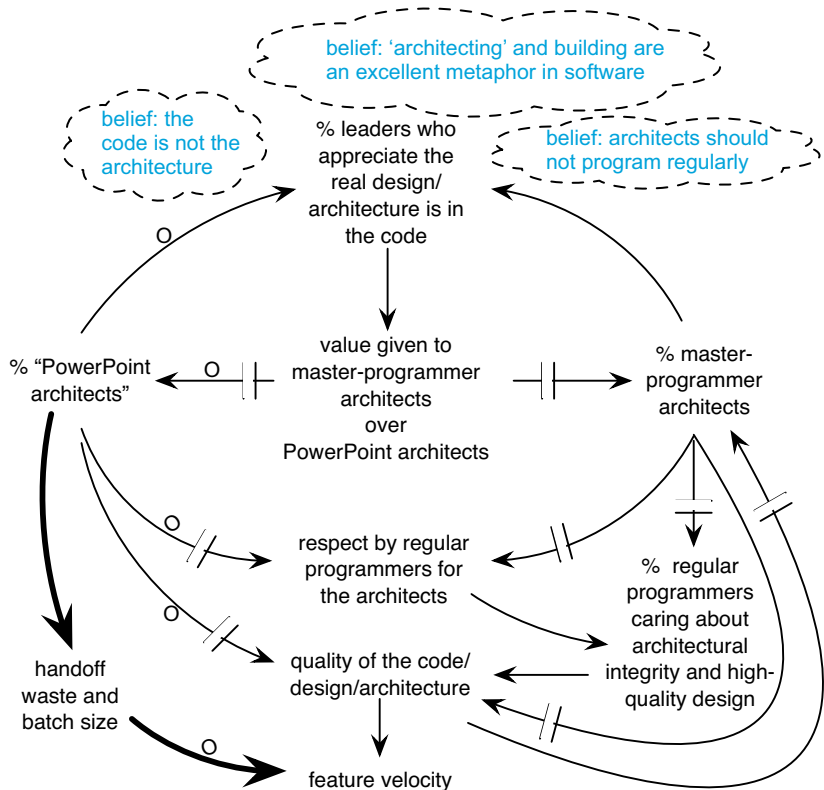 belief: ‘architecting’ and building are
an excellent metaphor in software
belief: the
code is not the
architecture
% leaders who
appreciate the
real design/
architecture is in
the code
belief: architects should
not program regularly
O
% “PowerPoint
architects”
O
value given to
master-programmer
architects
over
PowerPoint architects
% master-
programmer
architects
O
respect by regular
programmers for
the architects
% regular
programmers
caring about
architectural
integrity and high-
quality design
O
handoff
waste and
batch size
quality of the code/
design/architecture
O
feature velocity